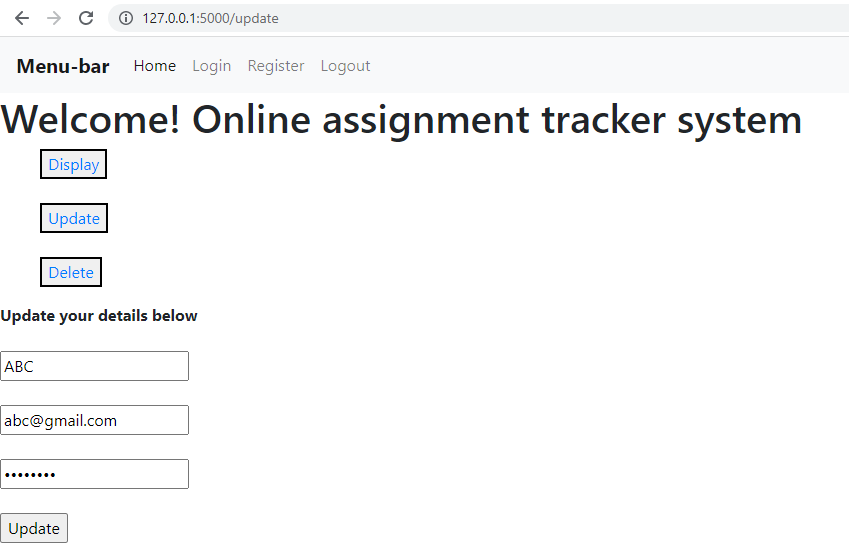 127.0.0.1:5000/update
Menu-bar Home Login Register Logout
Welcome! Online assignment tracker system
Display
Update
Delete
Update your details below
ABC
abc@gmail.com
••••••••
Update